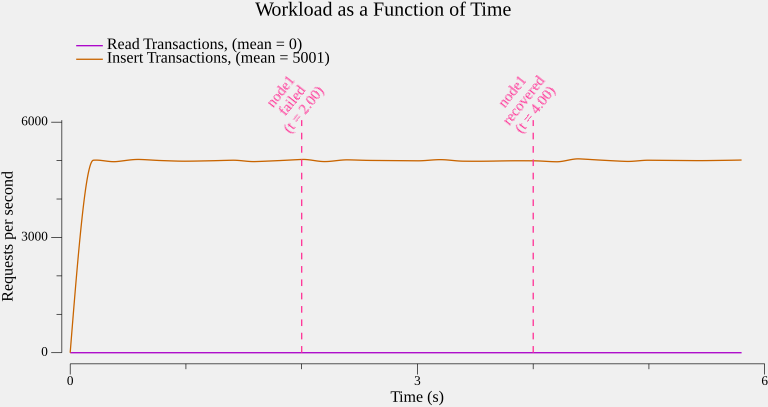 Workload as a Function of Time
Read Transactions, (mean = 0)
Insert Transactions, (mean = 5001)
node1
failed
(t = 2.00)
node1
recovered
(t = 4.00)
6000
3000
0
Requests per second
0
3
6
Time (s)